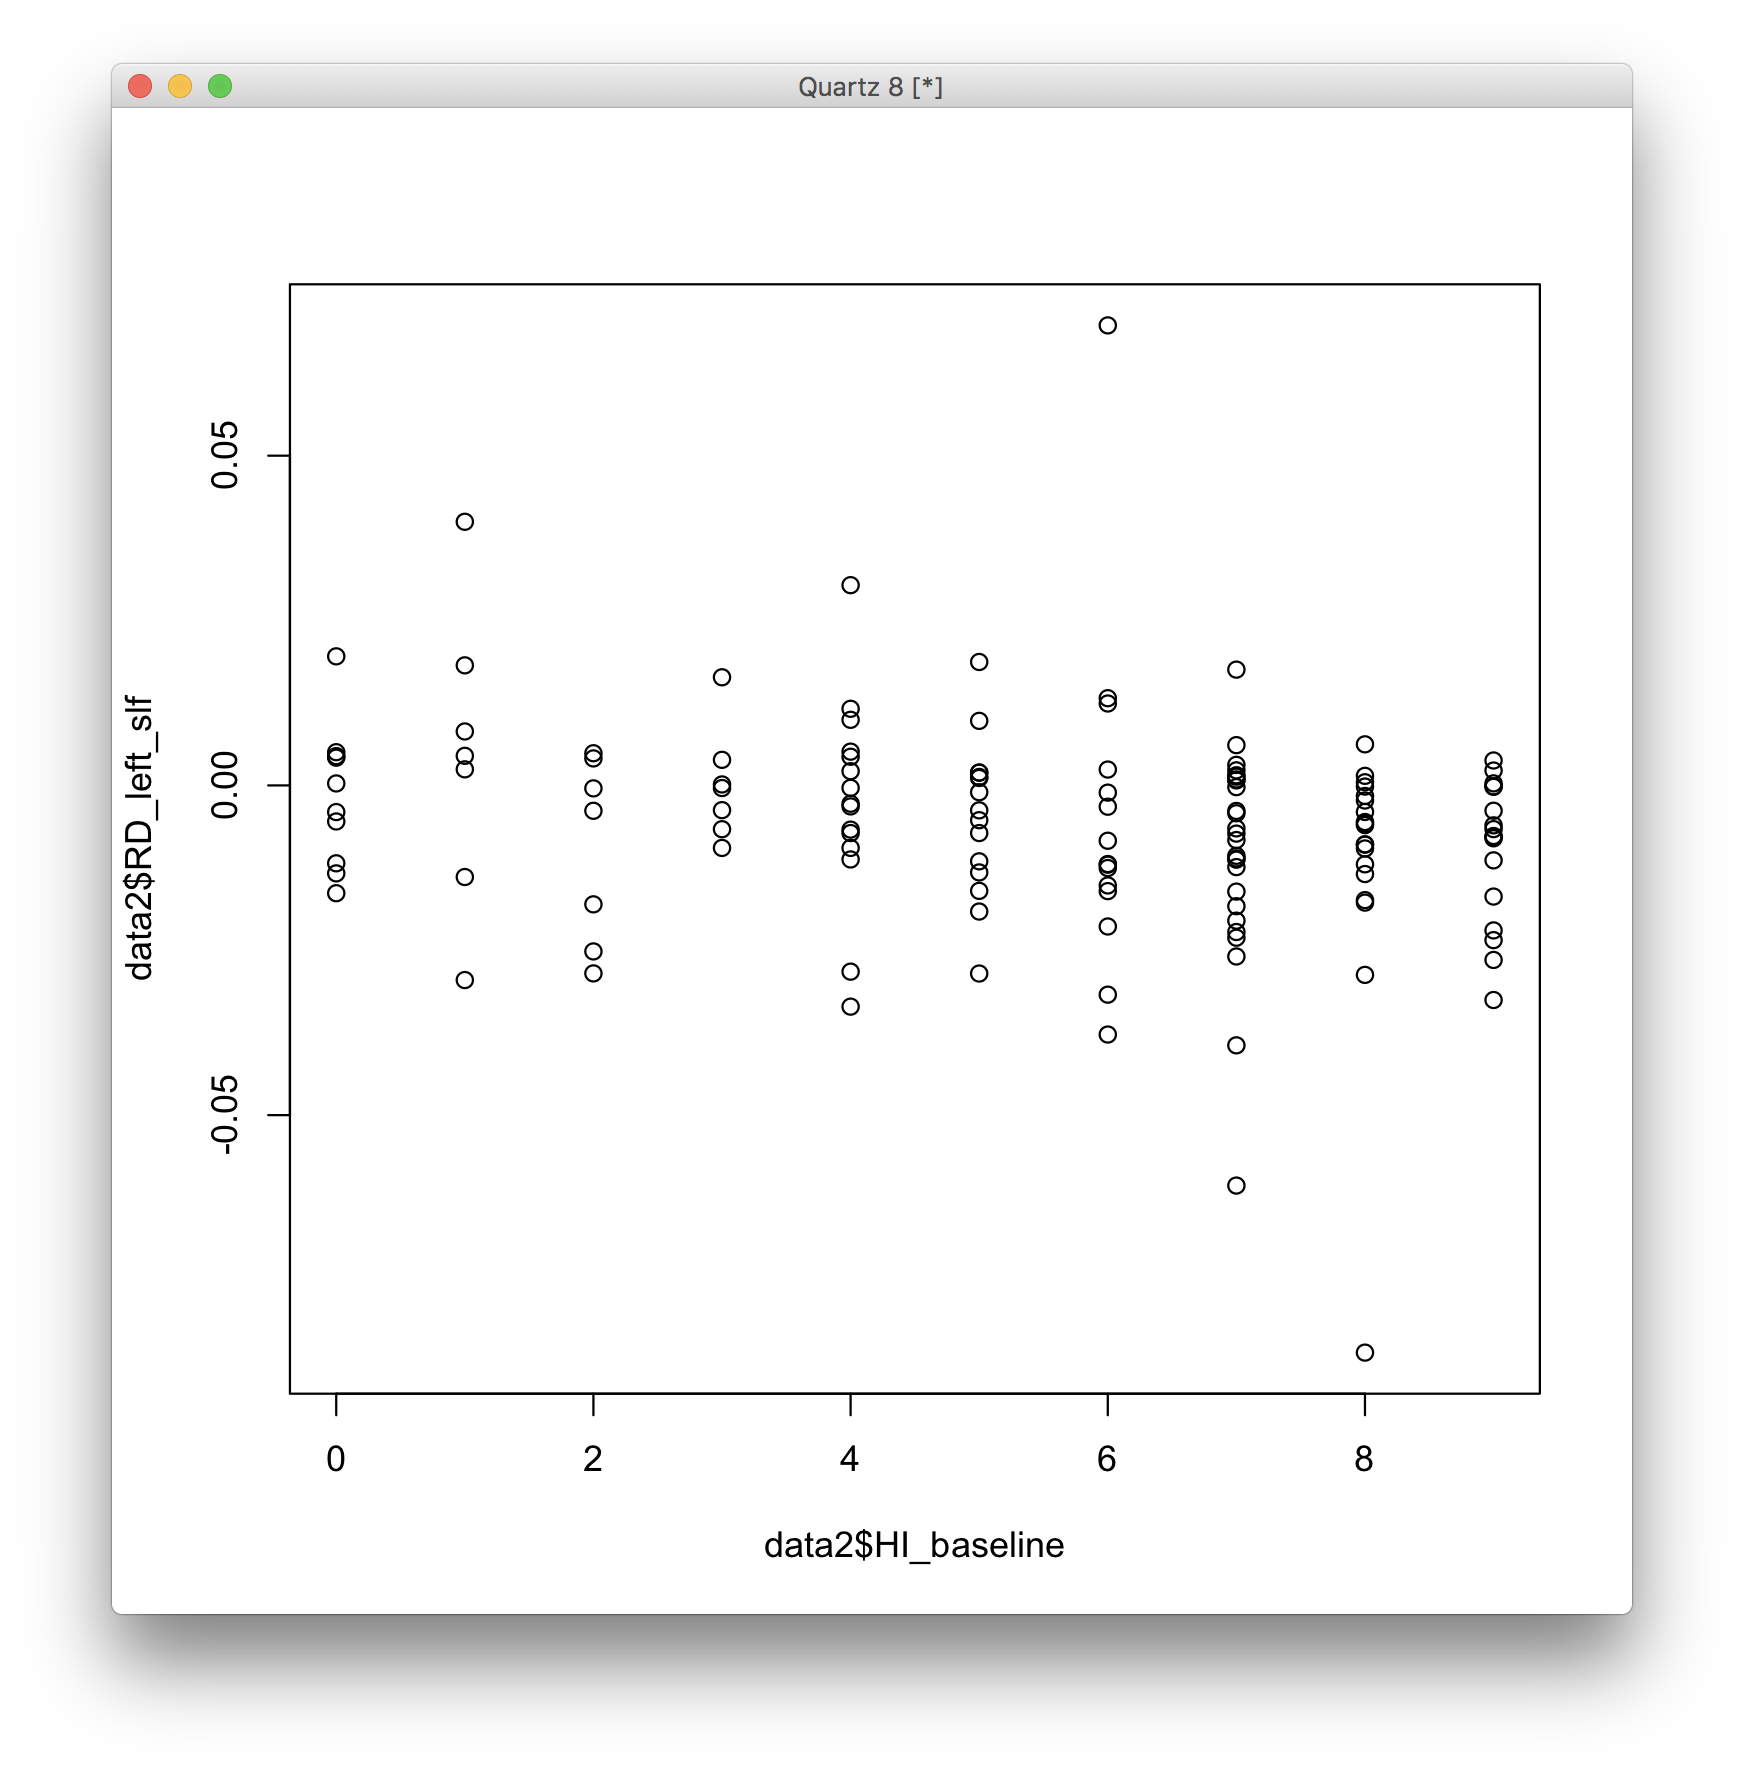 Quartz 8 [*]
data2$RD_left_slf
0.05
0.00
-0.05
0 2 4 6 8
data2$HI_baseline